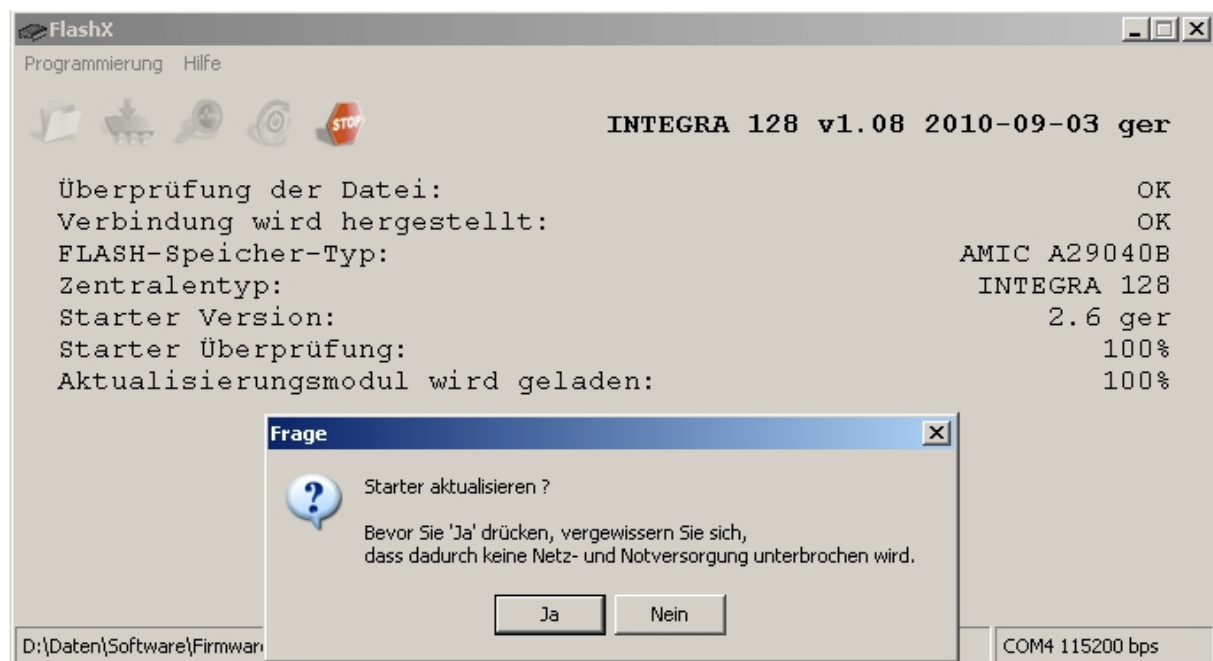 FlashX
Programmierung Hilfe
STOP
INTEGRA 128 v1.08 2010-09-03 ger
Überprüfung der Datei: OK
Verbindung wird hergestellt: OK
FLASH-Speicher-Typ: AMIC A29040B
Zentralentyp: INTEGRA 128
Starter Version: 2.6 ger
Starter Überprüfung: 100%
Aktualisierungsmodul wird geladen: 100%
Frage
?
Starter aktualisieren ?
Bevor Sie 'Ja' drücken, vergewissern Sie sich,
dass dadurch keine Netz- und Notversorgung unterbrochen wird.
Ja Nein
D:\Daten\Software\Firmwar
COM4 115200 bps